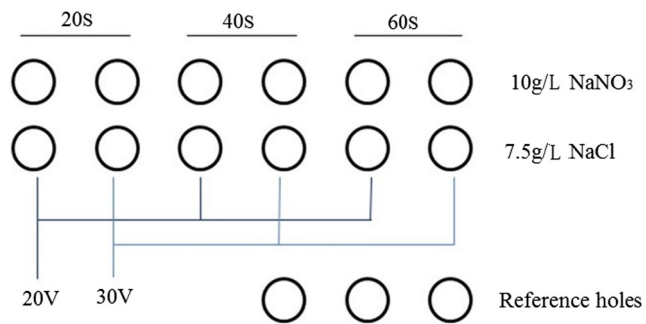 20S 40S 60S
10g/L NaNO₃
7.5g/L NaCl
20V 30V
Reference holes